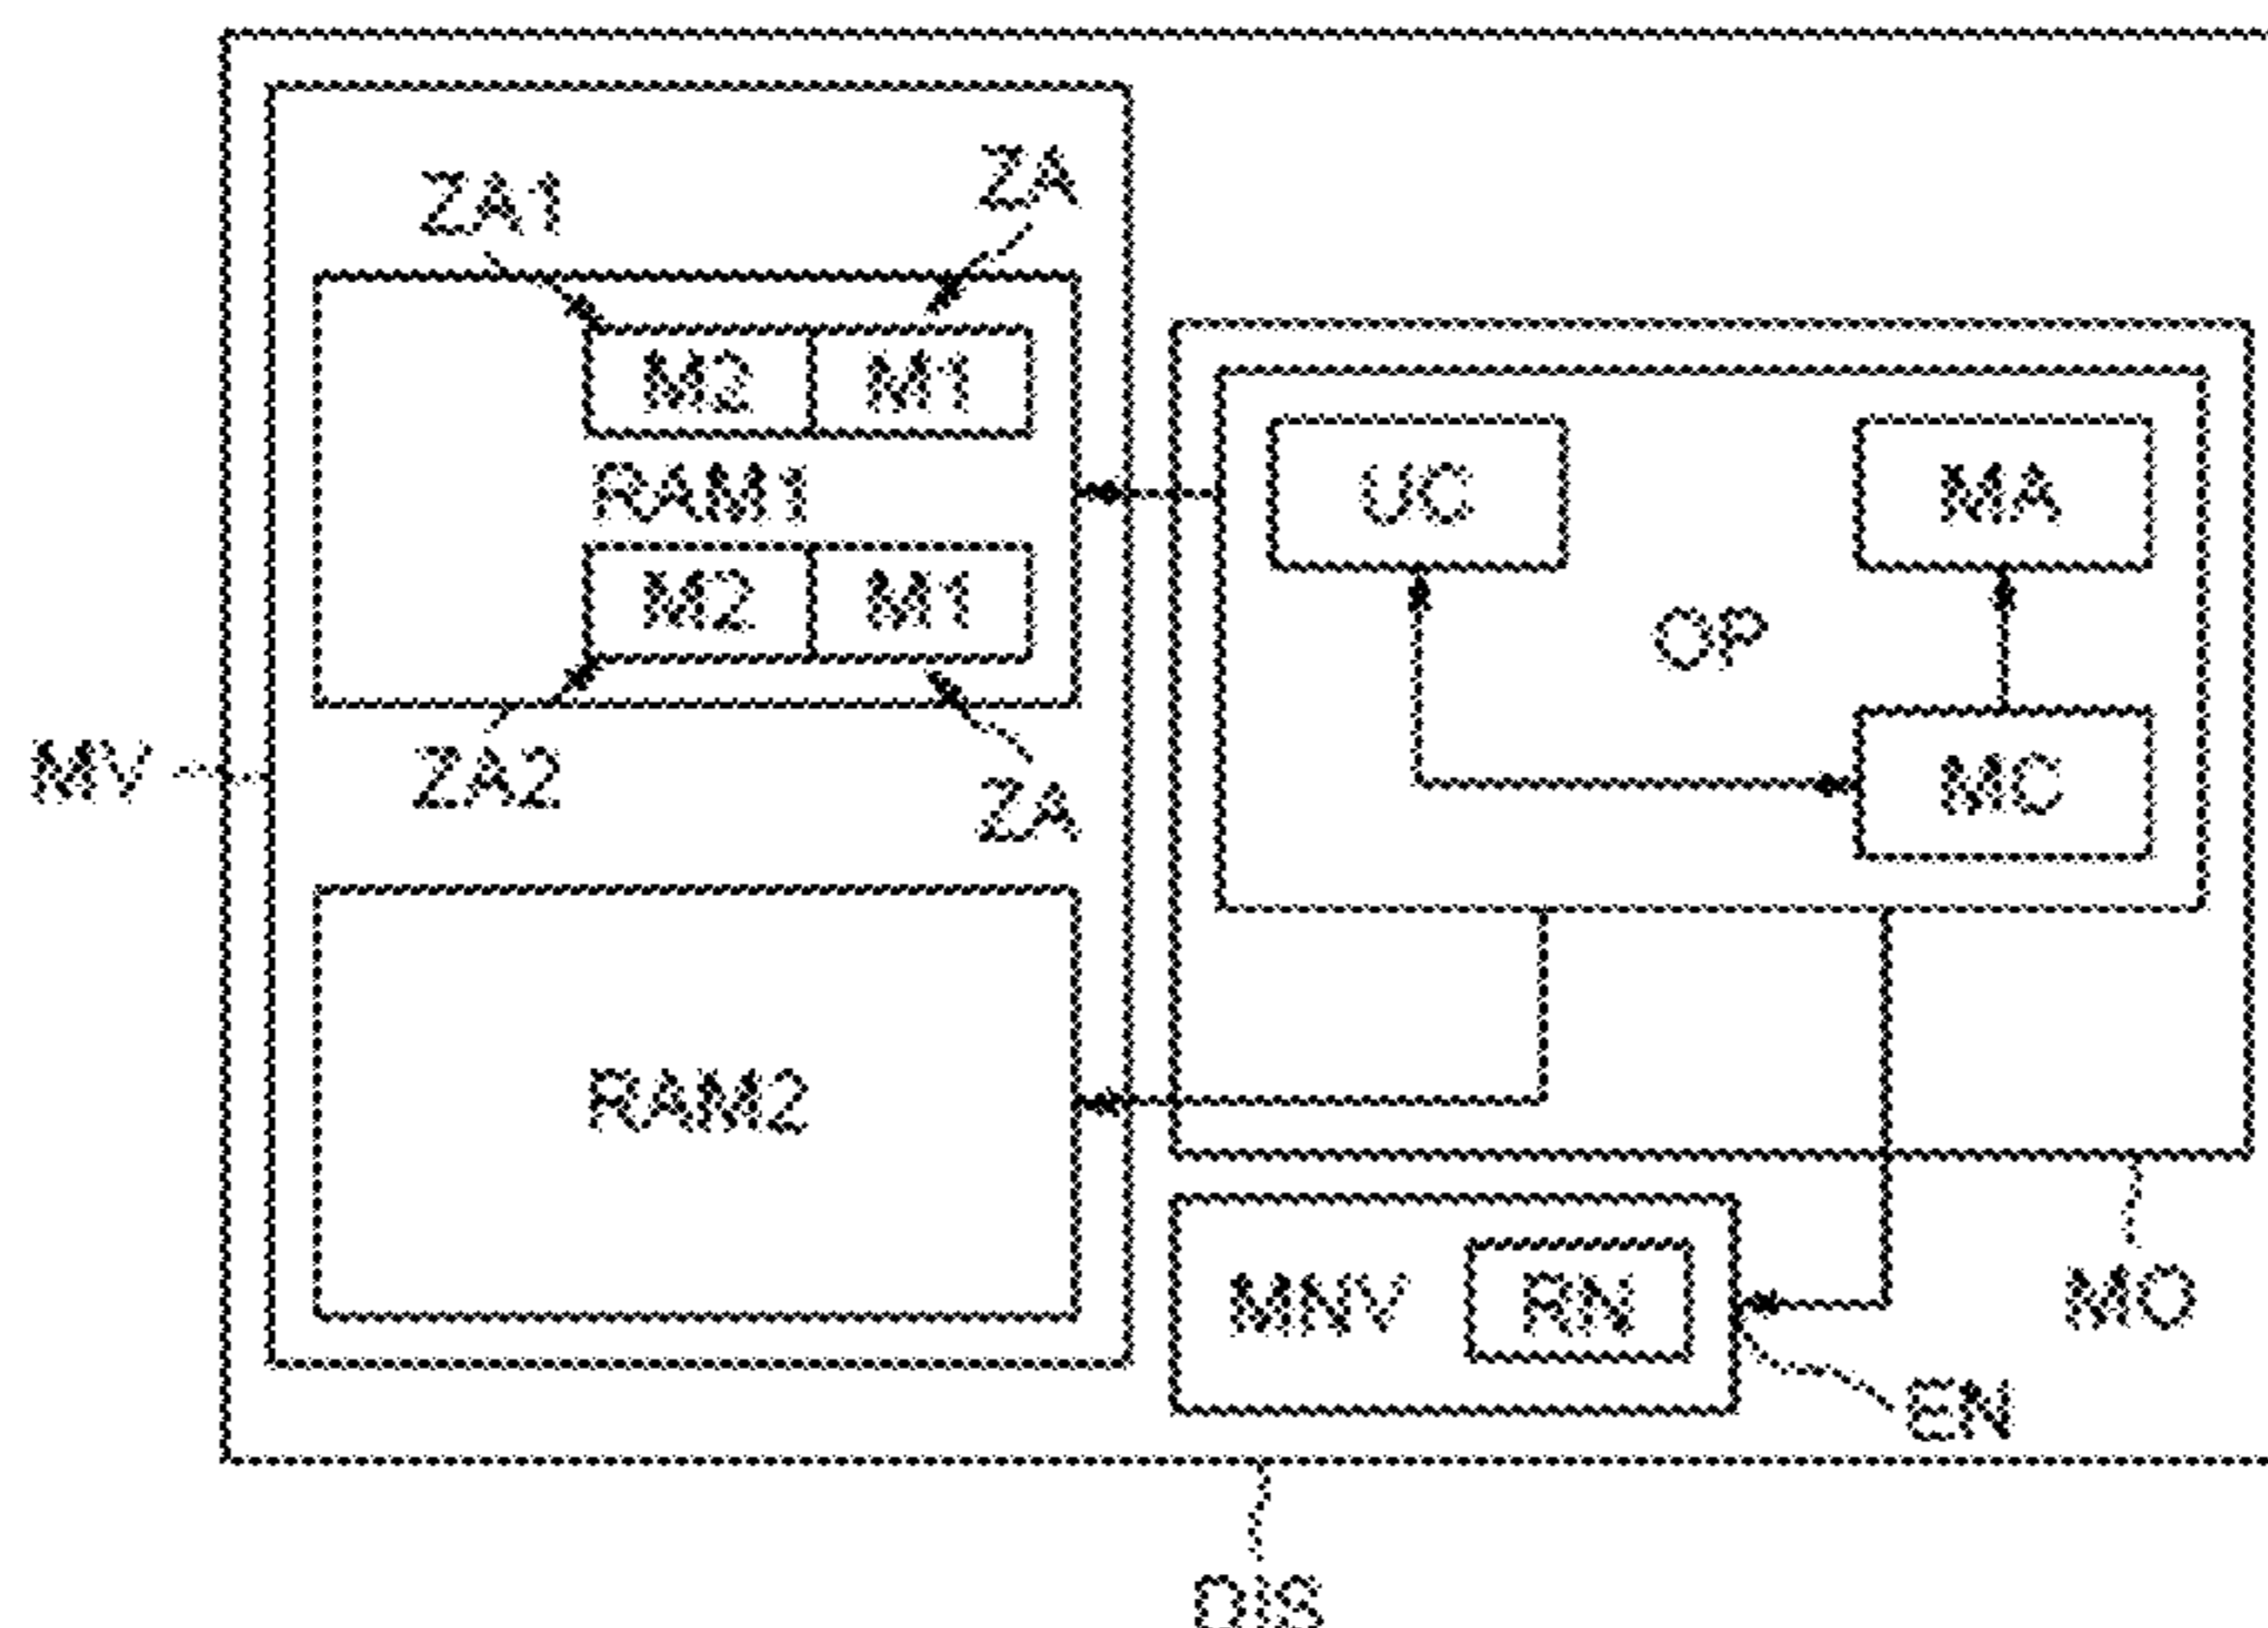 ZA1
ZA
M2 M1
RAM1
M2 M1
ZA2
ZA
MV
RAM2
UC
MA
OP
MC
MNV
RN
MO
EN
DIS